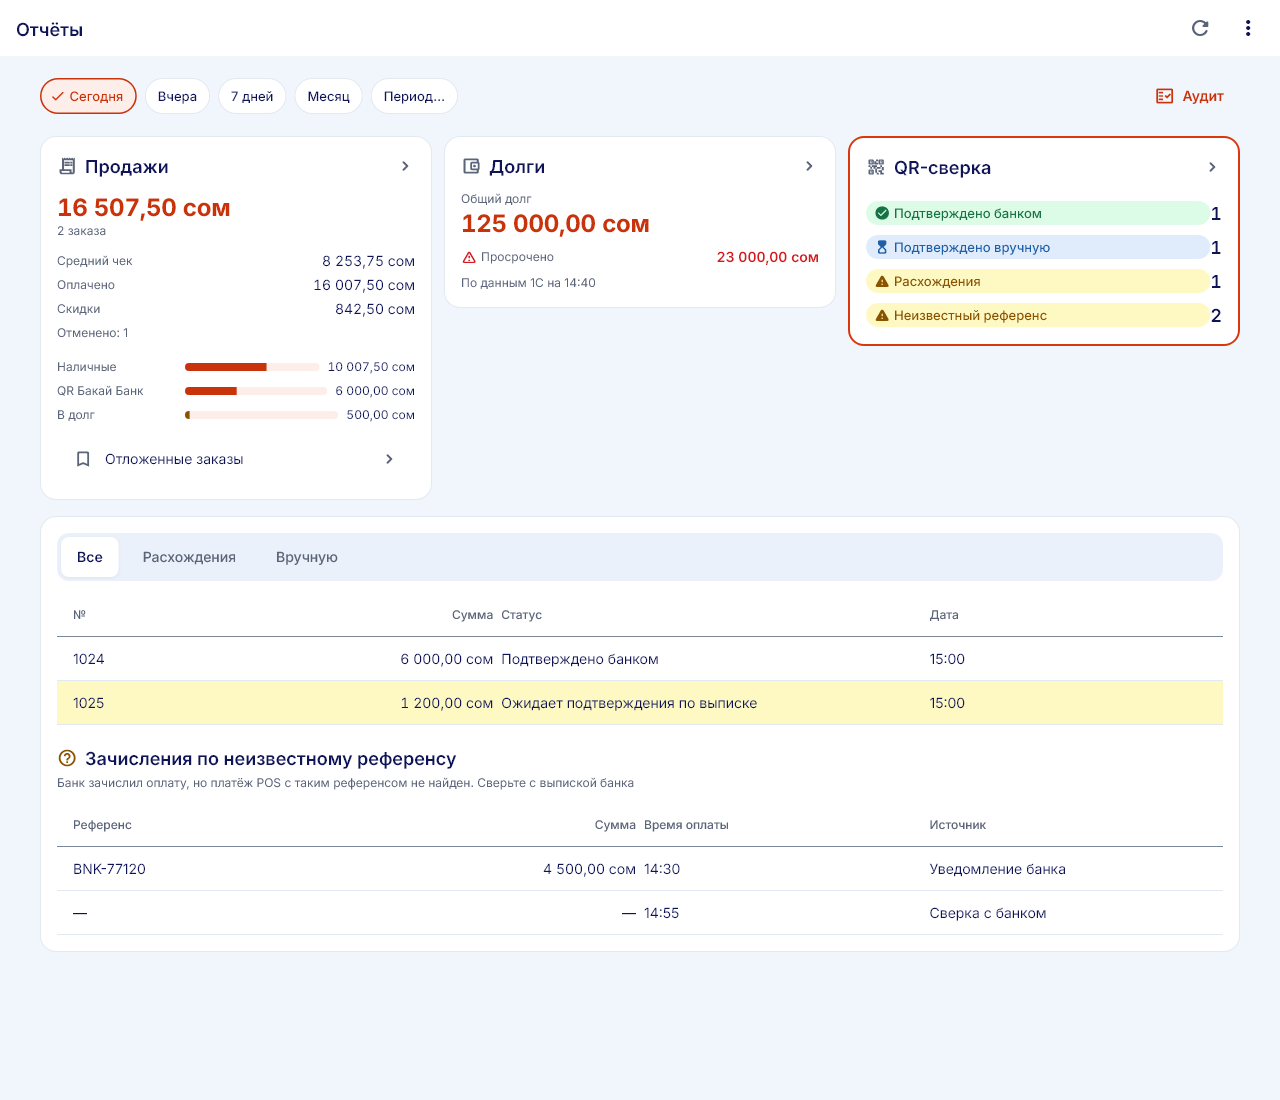 Отчёты
Сегодня
Вчера
7 дней
Месяц
Период...
Аудит
Продажи
16 507,50 сом
2 заказа
Средний чек 8 253,75 сом
Оплачено 16 007,50 сом
Скидки 842,50 сом
Отменено: 1
Наличные 10 007,50 сом
QR Бакай Банк 6 000,00 сом
В долг 500,00 сом
Отложенные заказы
Долги
Общий долг
125 000,00 сом
Просрочено 23 000,00 сом
По данным 1С на 14:40
QR-сверка
Подтверждено банком 1
Подтверждено вручную 1
Расхождения 1
Неизвестный референс 2
Все Расхождения Вручную
№ Сумма Статус Дата
1024 6 000,00 сом Подтверждено банком 15:00
1025 1 200,00 сом Ожидает подтверждения по выписке 15:00
Зачисления по неизвестному референсу
Банк зачислил оплату, но платёж POS с таким референсом не найден. Сверьте с выпиской банка
Референс Сумма Время оплаты Источник
BNK-77120 4 500,00 сом 14:30 Уведомление банка
— — 14:55 Сверка с банком